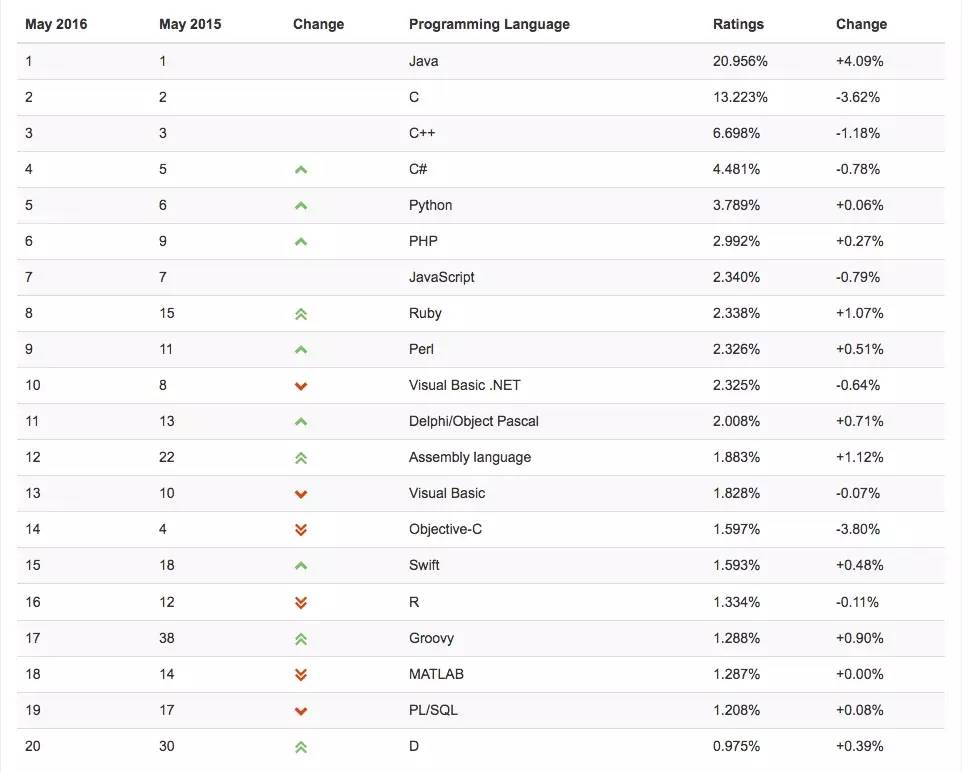 May 2016 May 2015 Change Programming Language Ratings Change
1 1 Java 20.956% +4.09%
2 2 C 13.223% -3.62%
3 3 C++ 6.698% -1.18%
4 5 C# 4.481% -0.78%
5 6 Python 3.789% +0.06%
6 9 PHP 2.992% +0.27%
7 7 JavaScript 2.340% -0.79%
8 15 Ruby 2.338% +1.07%
9 11 Perl 2.326% +0.51%
10 8 Visual Basic .NET 2.325% -0.64%
11 13 Delphi/Object Pascal 2.008% +0.71%
12 22 Assembly language 1.883% +1.12%
13 10 Visual Basic 1.828% -0.07%
14 4 Objective-C 1.597% -3.80%
15 18 Swift 1.593% +0.48%
16 12 R 1.334% -0.11%
17 38 Groovy 1.288% +0.90%
18 14 MATLAB 1.287% +0.00%
19 17 PL/SQL 1.208% +0.08%
20 30 D 0.975% +0.39%